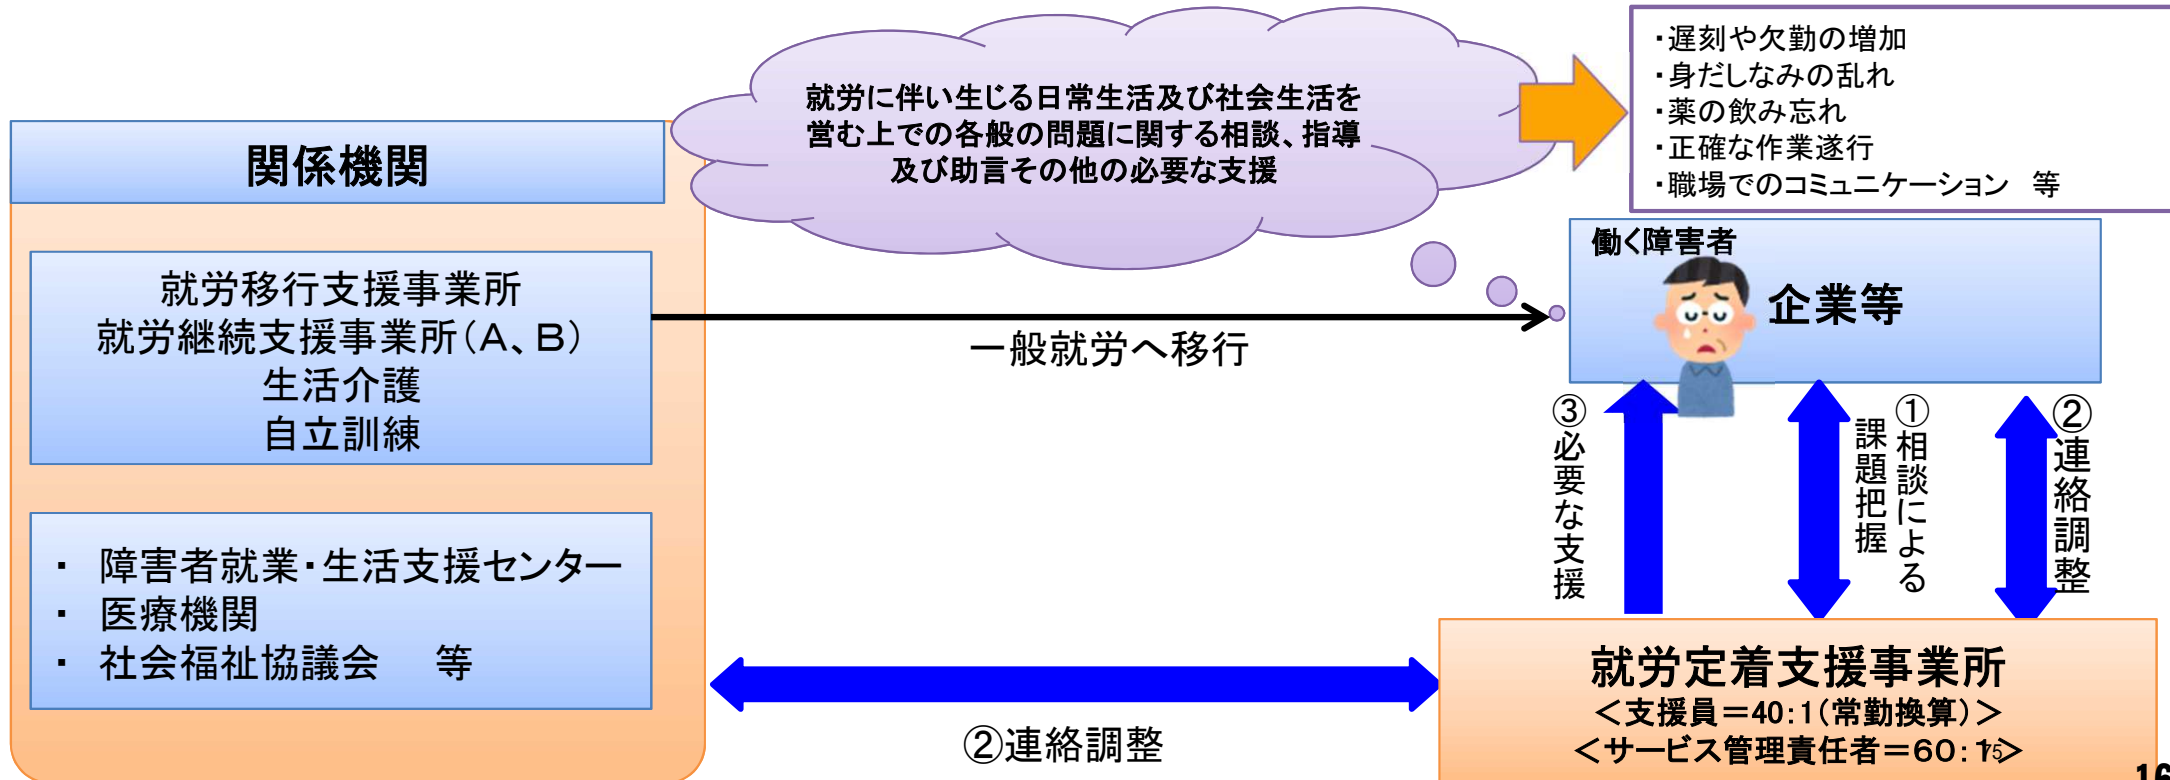 就労に伴い生じる日常生活及び社会生活を
営む上での各般の問題に関する相談、指導
及び助言その他の必要な支援
・遅刻や欠勤の増加
・身だしなみの乱れ
・薬の飲み忘れ
・正確な作業遂行
・職場でのコミュニケーション　等
関係機関
就労移行支援事業所
就労継続支援事業所（A、B）
生活介護
自立訓練
・ 障害者就業・生活支援センター
・ 医療機関
・ 社会福祉協議会　等
一般就労へ移行
働く障害者
企業等
③必要な支援
①相談による
課題把握
②連絡調整
②連絡調整
就労定着支援事業所
＜支援員＝40：1（常勤換算）＞
＜サービス管理責任者＝60：1＞